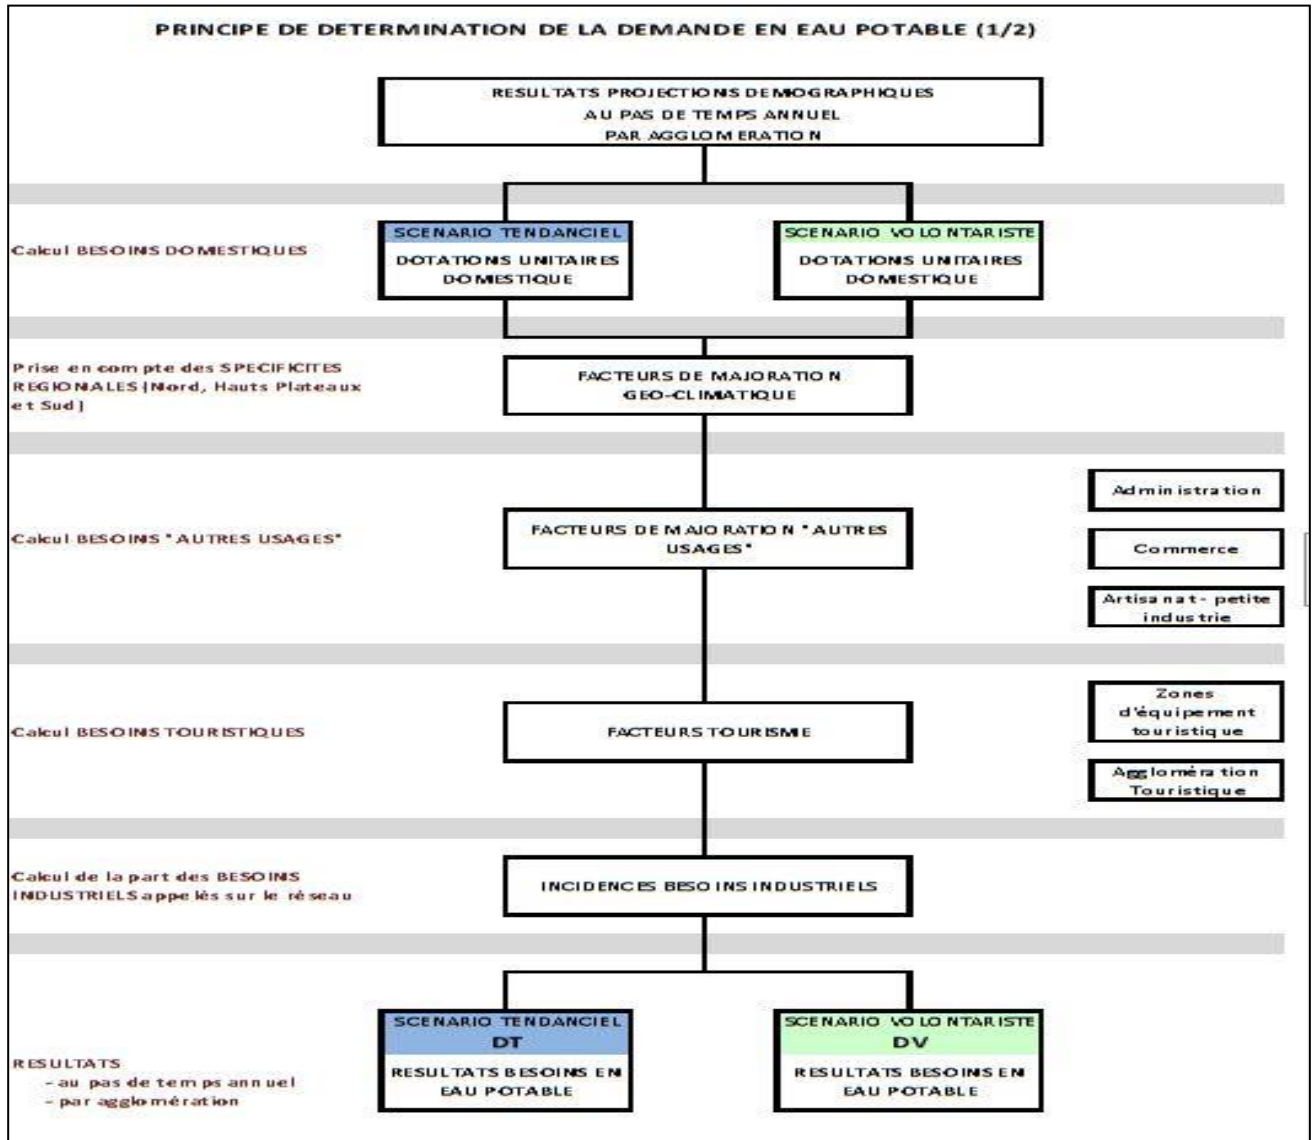 PRINCIPE DE DETERMINATION DE LA DEMANDE EN EAU POTABLE (1/2)
RESULTATS PROJECTIONS DEMOGRAPHIQUES
AU PAS DE TEMPS ANNUEL
PAR AGGLOMERATION
Calcul BESOINS DOMESTIQUES
SCENARIO TENDANCIEL
DOTATIONS UNITAIRES
DOMESTIQUE
SCENARIO VOLONTARISTE
DOTATIONS UNITAIRES
DOMESTIQUE
Prise en compte des SPECIFICITES
REGIONALES (Nord, Hauts Plateaux
et Sud)
FACTEURS DE MAJORATION
GEO-CLIMATIQUE
Calcul BESOINS "AUTRES USAGES"
FACTEURS DE MAJORATION "AUTRES
USAGES"
Administration
Commerce
Artisanat- petite
industrie
Calcul BESOINS TOURISTIQUES
FACTEURS TOURISME
Zones
d'équipement
touristique
Agglomération
Touristique
Calcul de la part des BESOINS
INDUSTRIELS appelés sur le réseau
INCIDENCES BESOINS INDUSTRIELS
RESULTATS
- au pas de temps annuel
- par agglomération
SCENARIO TENDANCIEL
DT
RESULTATS BESOINS EN
EAU POTABLE
SCENARIO VOLONTARISTE
DV
RESULTATS BESOINS EN
EAU POTABLE